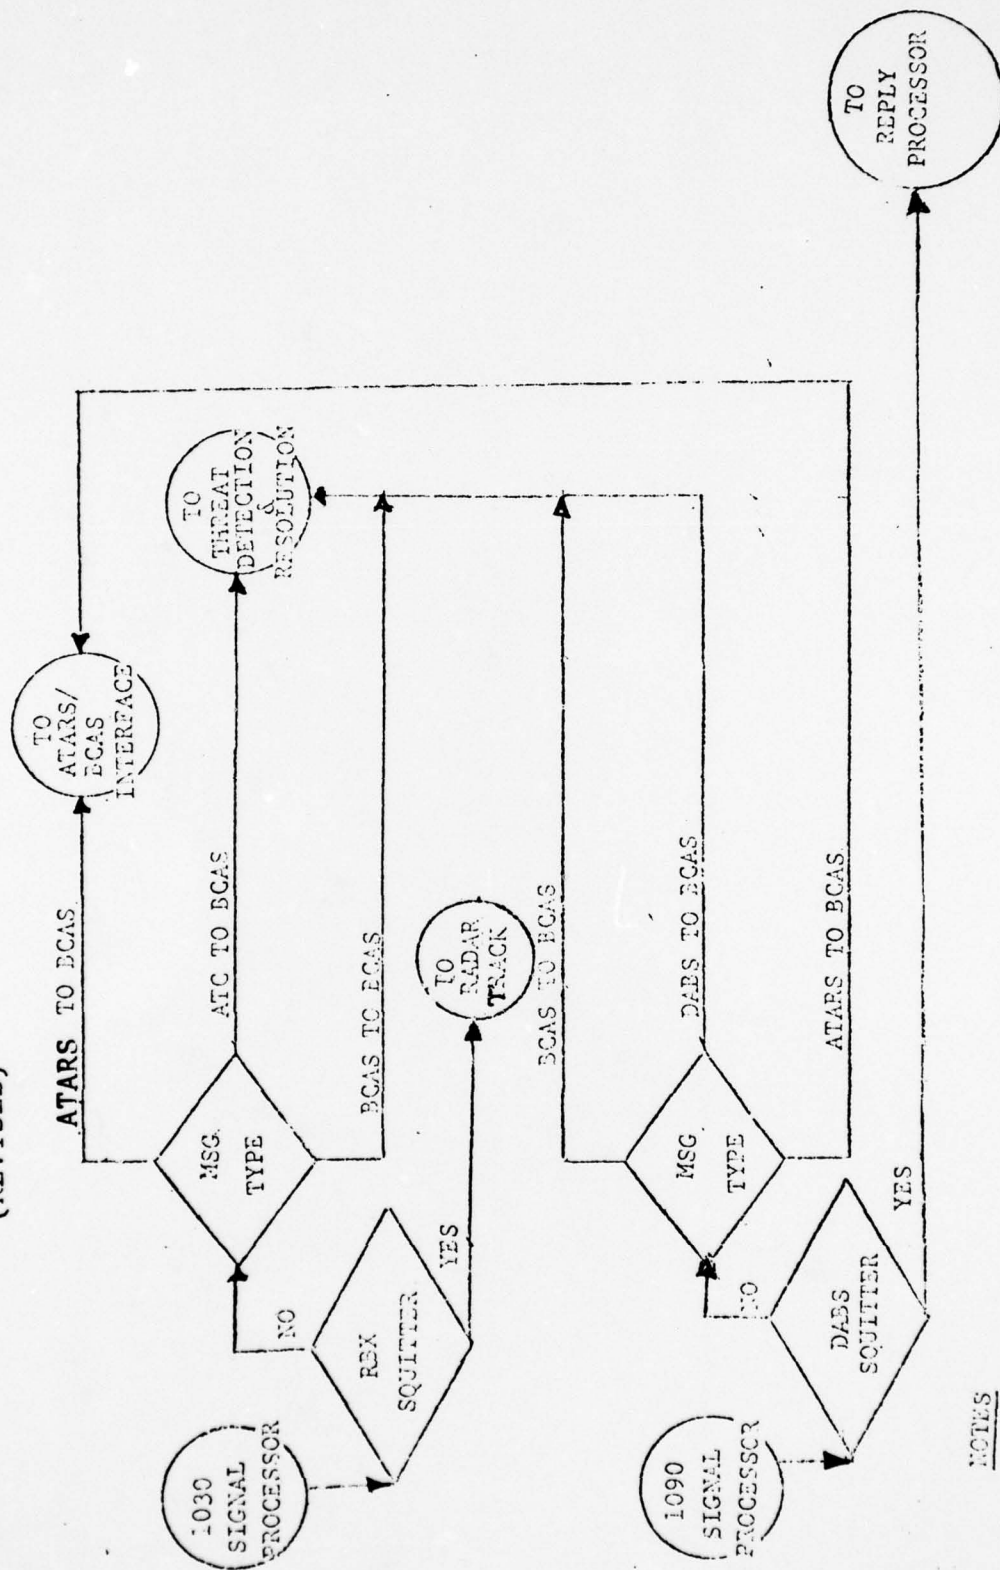 ATARS TO BCAS
TO
ATARS/
BCAS
INTERFACE
MSG
TYPE
ATC TO BCAS
TO
THREAT
DETECTION
&
RESOLUTION
BCAS TO BCAS
1030
SIGNAL
PROCESSOR
NO
RBX
SQUITTER
YES
TO
RADAR
TRACK
BCAS TO BCAS
MSG
TYPE
DABS TO BCAS
ATARS TO BCAS
1090
SIGNAL
PROCESSOR
NO
DABS
SQUITTER
YES
TO
REPLY
PROCESSOR
NOTES